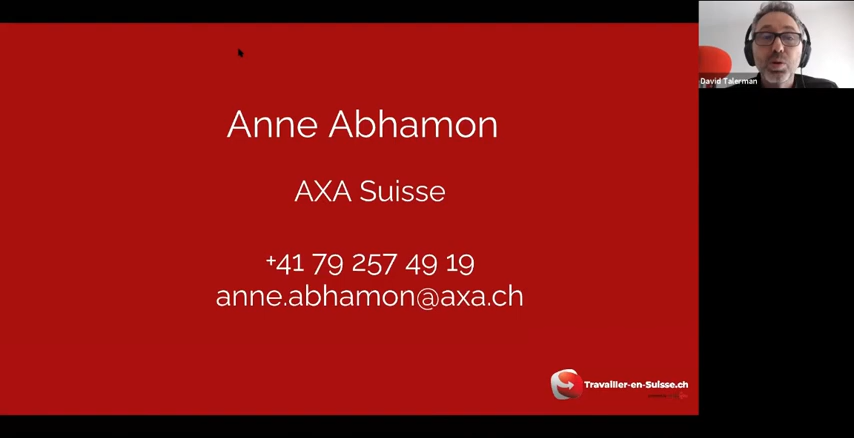 Anne Abhamon
AXA Suisse
+41 79 257 49 19
anne.abhamon@axa.ch
Travailler-en-Suisse.ch
David Talerman